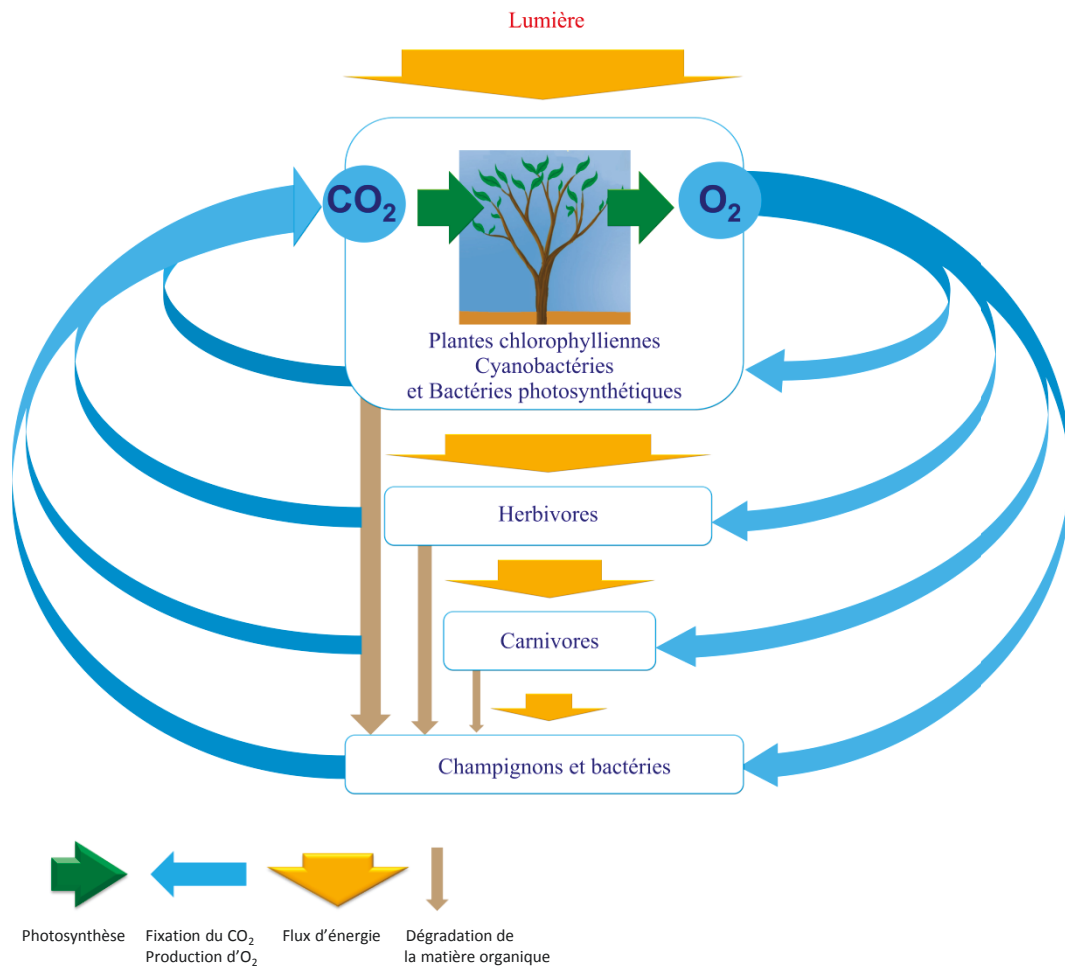 Lumière
CO₂
O₂
Plantes chlorophylliennes
Cyanobactéries
et Bactéries photosynthétiques
Herbivores
Carnivores
Champignons et bactéries
Photosynthèse
Fixation du CO₂
Production d’O₂
Flux d’énergie
Dégradation de
la matière organique